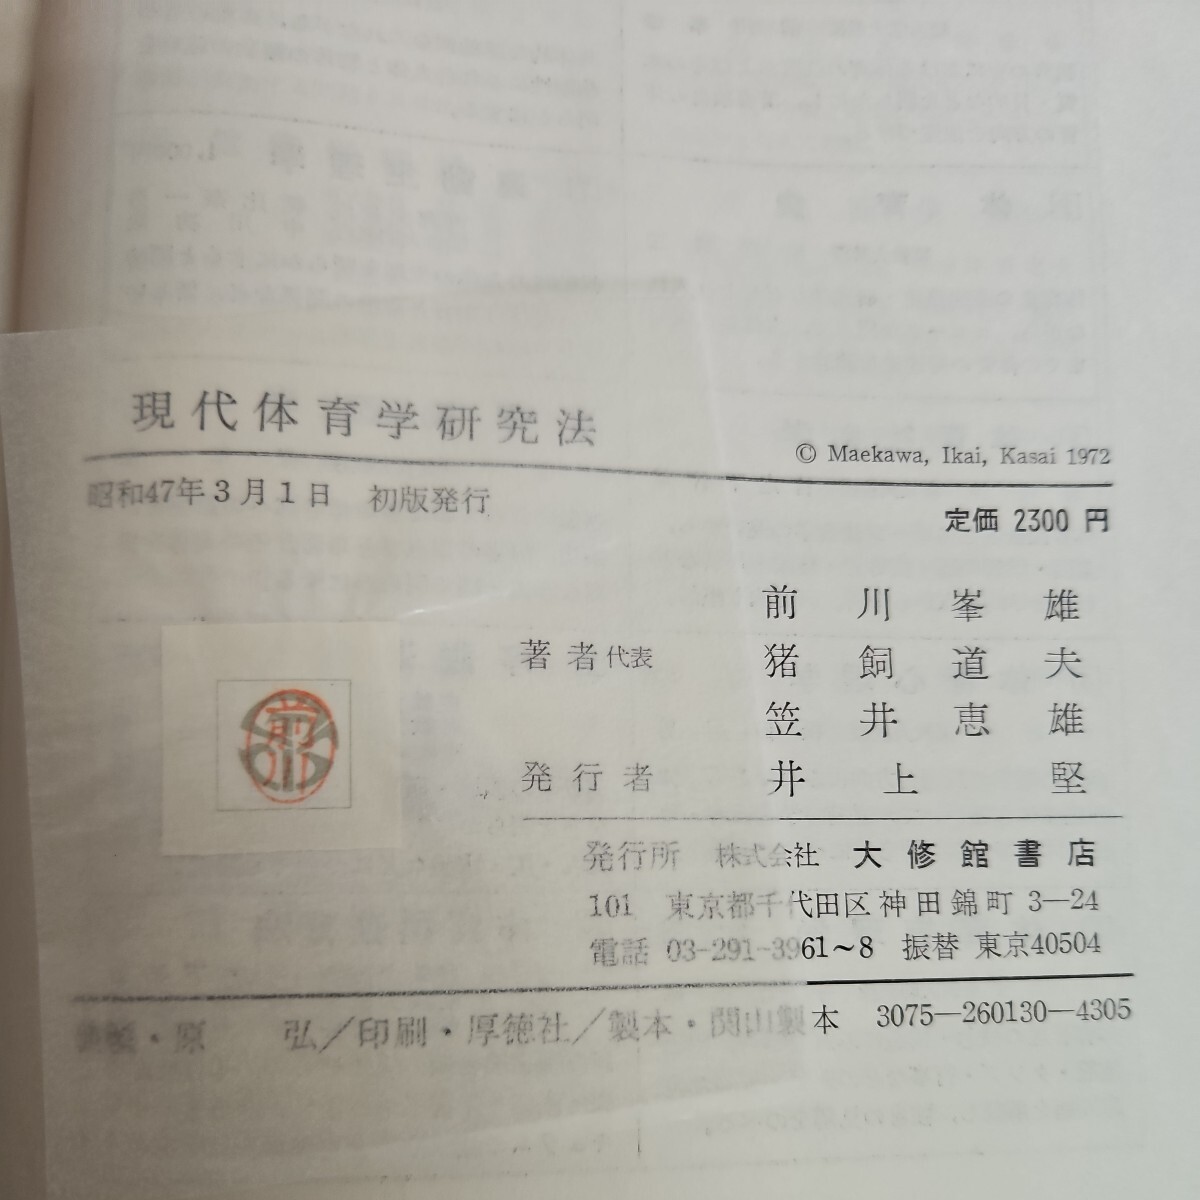 現代体育学研究法
© Maekawa, Ikai, Kasai 1972
昭和47年3月1日 初版発行
定価 2300 円
前川峯雄
著者代表 猪飼道夫
笠井恵雄
発行者 井上堅
前川
発行所 株式会社 大修館書店
101 東京都千代田区神田錦町 3—24
電話 03-291-3961～8 振替 東京40504
・原 弘／印刷・厚徳社／製本・関山製本 3075—260130—4305